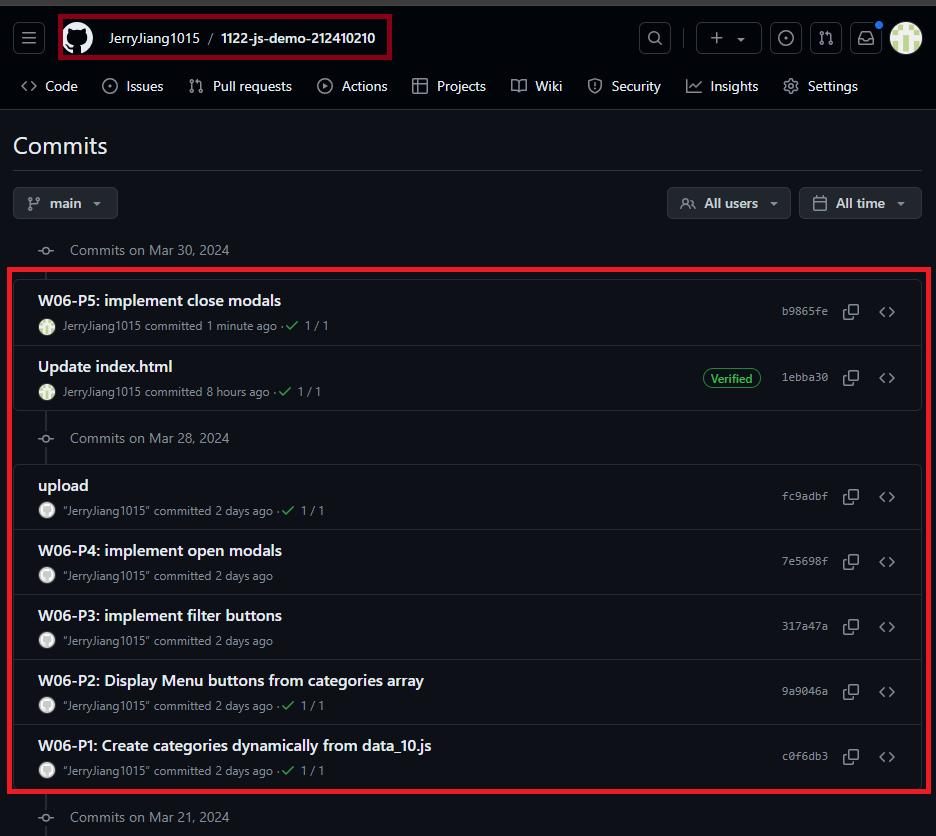 JerryJiang1015 / 1122-js-demo-212410210
Code Issues Pull requests Actions Projects Wiki Security Insights Settings
Commits
main All users All time
Commits on Mar 30, 2024
W06-P5: implement close modals
b9865fe
JerryJiang1015 committed 1 minute ago · 1 / 1
Update index.html
Verified 1ebba30
JerryJiang1015 committed 8 hours ago · 1 / 1
Commits on Mar 28, 2024
upload
fc9adbf
"JerryJiang1015" committed 2 days ago · 1 / 1
W06-P4: implement open modals
7e5698f
"JerryJiang1015" committed 2 days ago
W06-P3: implement filter buttons
317a47a
"JerryJiang1015" committed 2 days ago
W06-P2: Display Menu buttons from categories array
9a9046a
"JerryJiang1015" committed 2 days ago · 1 / 1
W06-P1: Create categories dynamically from data_10.js
c0f6db3
"JerryJiang1015" committed 2 days ago · 1 / 1
Commits on Mar 21, 2024